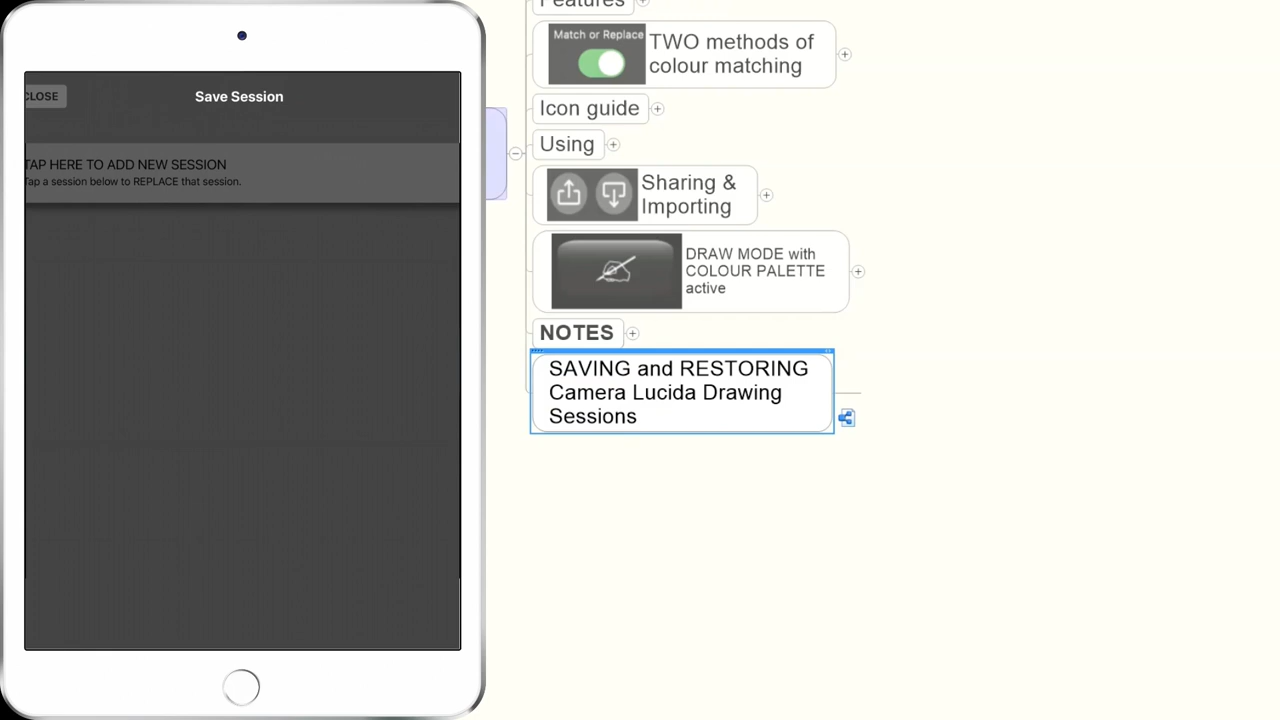 CLOSE
Save Session
TAP HERE TO ADD NEW SESSION
Tap a session below to REPLACE that session.
Features
Match or Replace
TWO methods of
colour matching
Icon guide
Using
Sharing &
Importing
DRAW MODE with
COLOUR PALETTE
active
NOTES
SAVING and RESTORING
Camera Lucida Drawing
Sessions